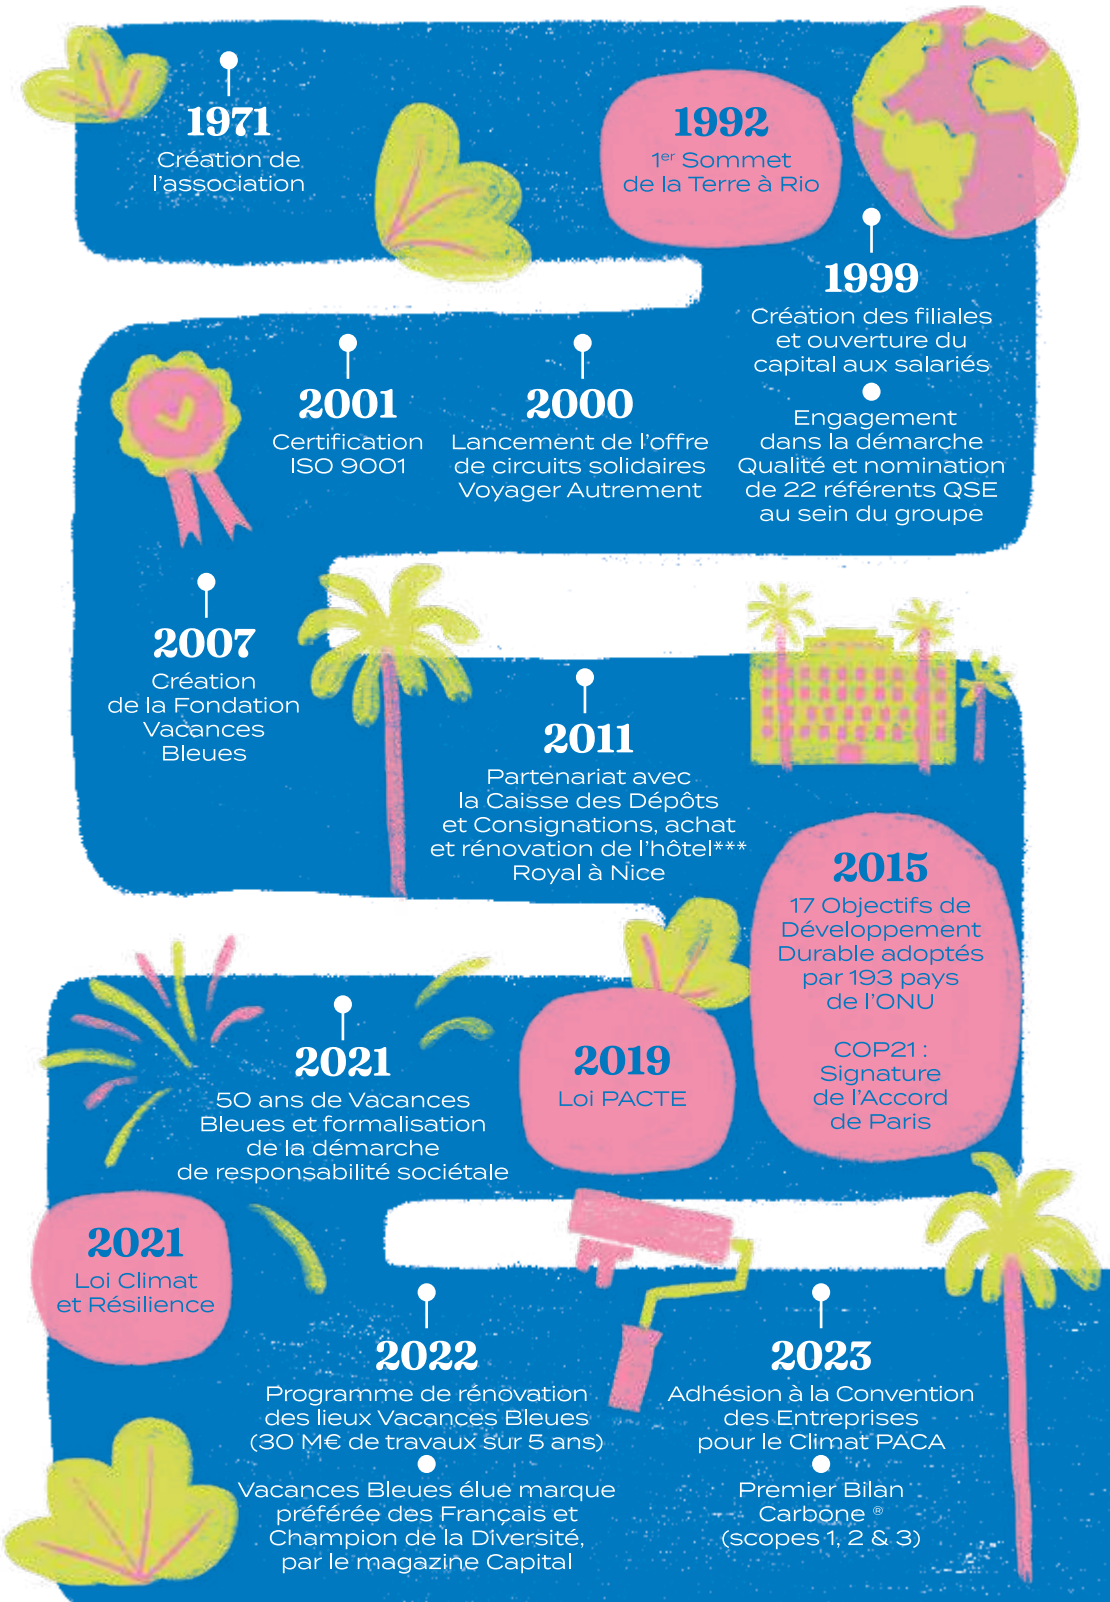 1971
Création de
l'association
1992
1er Sommet
de la Terre à Rio
1999
Création des filiales
et ouverture du
capital aux salariés
Engagement
dans la démarche
Qualité et nomination
de 22 référents QSE
au sein du groupe
2000
Lancement de l'offre
de circuits solidaires
Voyager Autrement
2001
Certification
ISO 9001
2007
Création
de la Fondation
Vacances
Bleues
2011
Partenariat avec
la Caisse des Dépôts
et Consignations, achat
et rénovation de l'hôtel***
Royal à Nice
2015
17 Objectifs de
Développement
Durable adoptés
par 193 pays
de l'ONU
COP21 :
Signature
de l'Accord
de Paris
2019
Loi PACTE
2021
50 ans de Vacances
Bleues et formalisation
de la démarche
de responsabilité sociétale
2021
Loi Climat
et Résilience
2022
Programme de rénovation
des lieux Vacances Bleues
(30 M€ de travaux sur 5 ans)
Vacances Bleues élue marque
préférée des Français et
Champion de la Diversité,
par le magazine Capital
2023
Adhésion à la Convention
des Entreprises
pour le Climat PACA
Premier Bilan
Carbone ®
(scopes 1, 2 & 3)